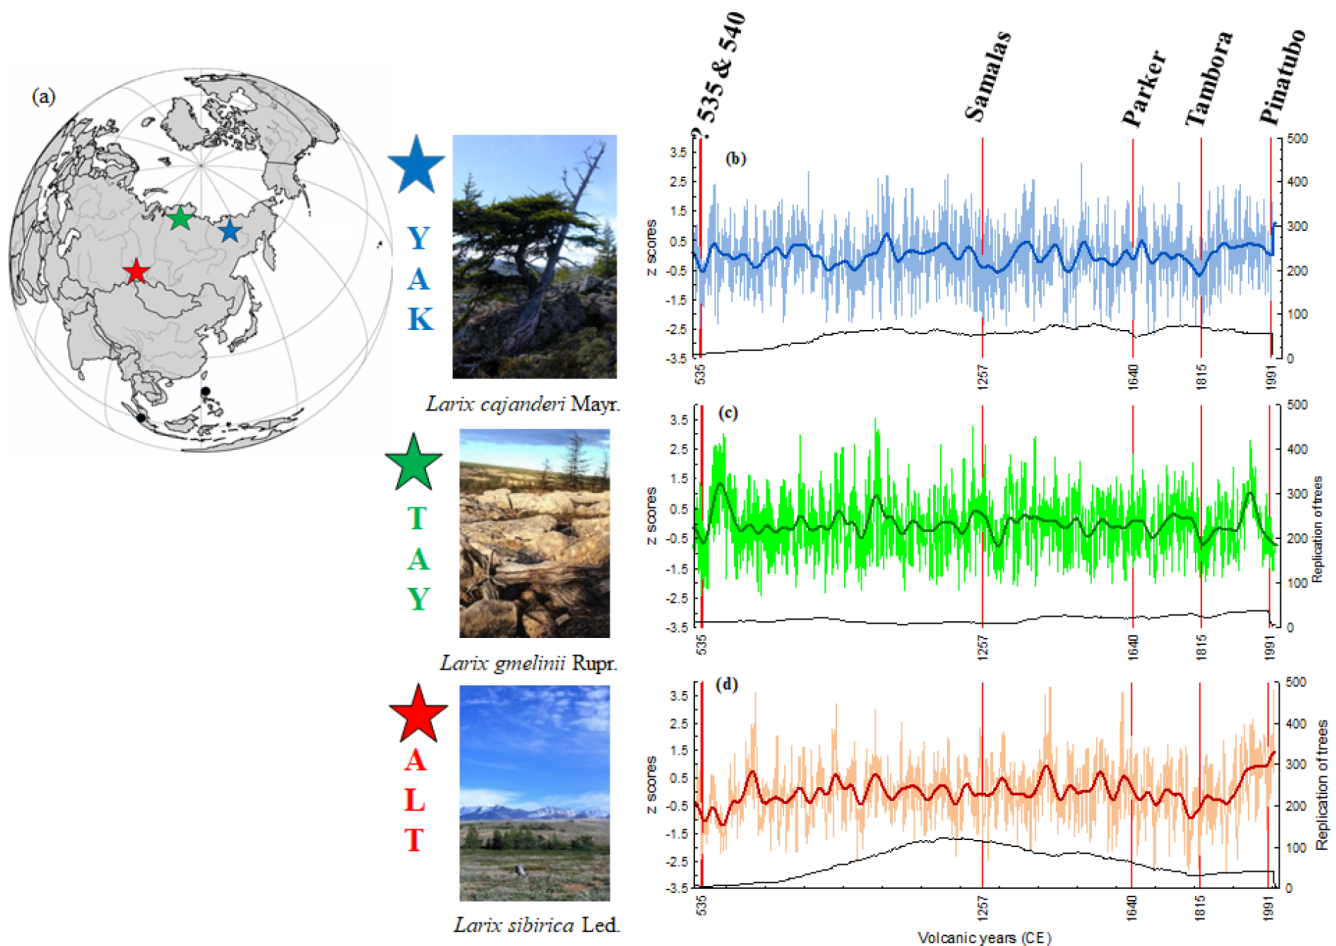 ? 535 & 540
Samalas
Parker
Tambora
Pinatubo
(a)
Y
A
K
Larix cajanderi Mayr.
T
A
Y
Larix gmelinii Rupr.
A
L
T
Larix sibirica Led.
(b)
z scores
3.5
2.5
1.5
0.5
-0.5
-1.5
-2.5
-3.5
500
400
300
200
100
0
535
1257
1640
1815
1991
(c)
z scores
3.5
2.5
1.5
0.5
-0.5
-1.5
-2.5
-3.5
500
400
300
200
100
0
Replication of trees
535
1257
1640
1815
1991
(d)
z scores
3.5
2.5
1.5
0.5
-0.5
-1.5
-2.5
-3.5
500
400
300
200
100
0
Replication of trees
535
1257
1640
1815
1991
Volcanic years (CE)